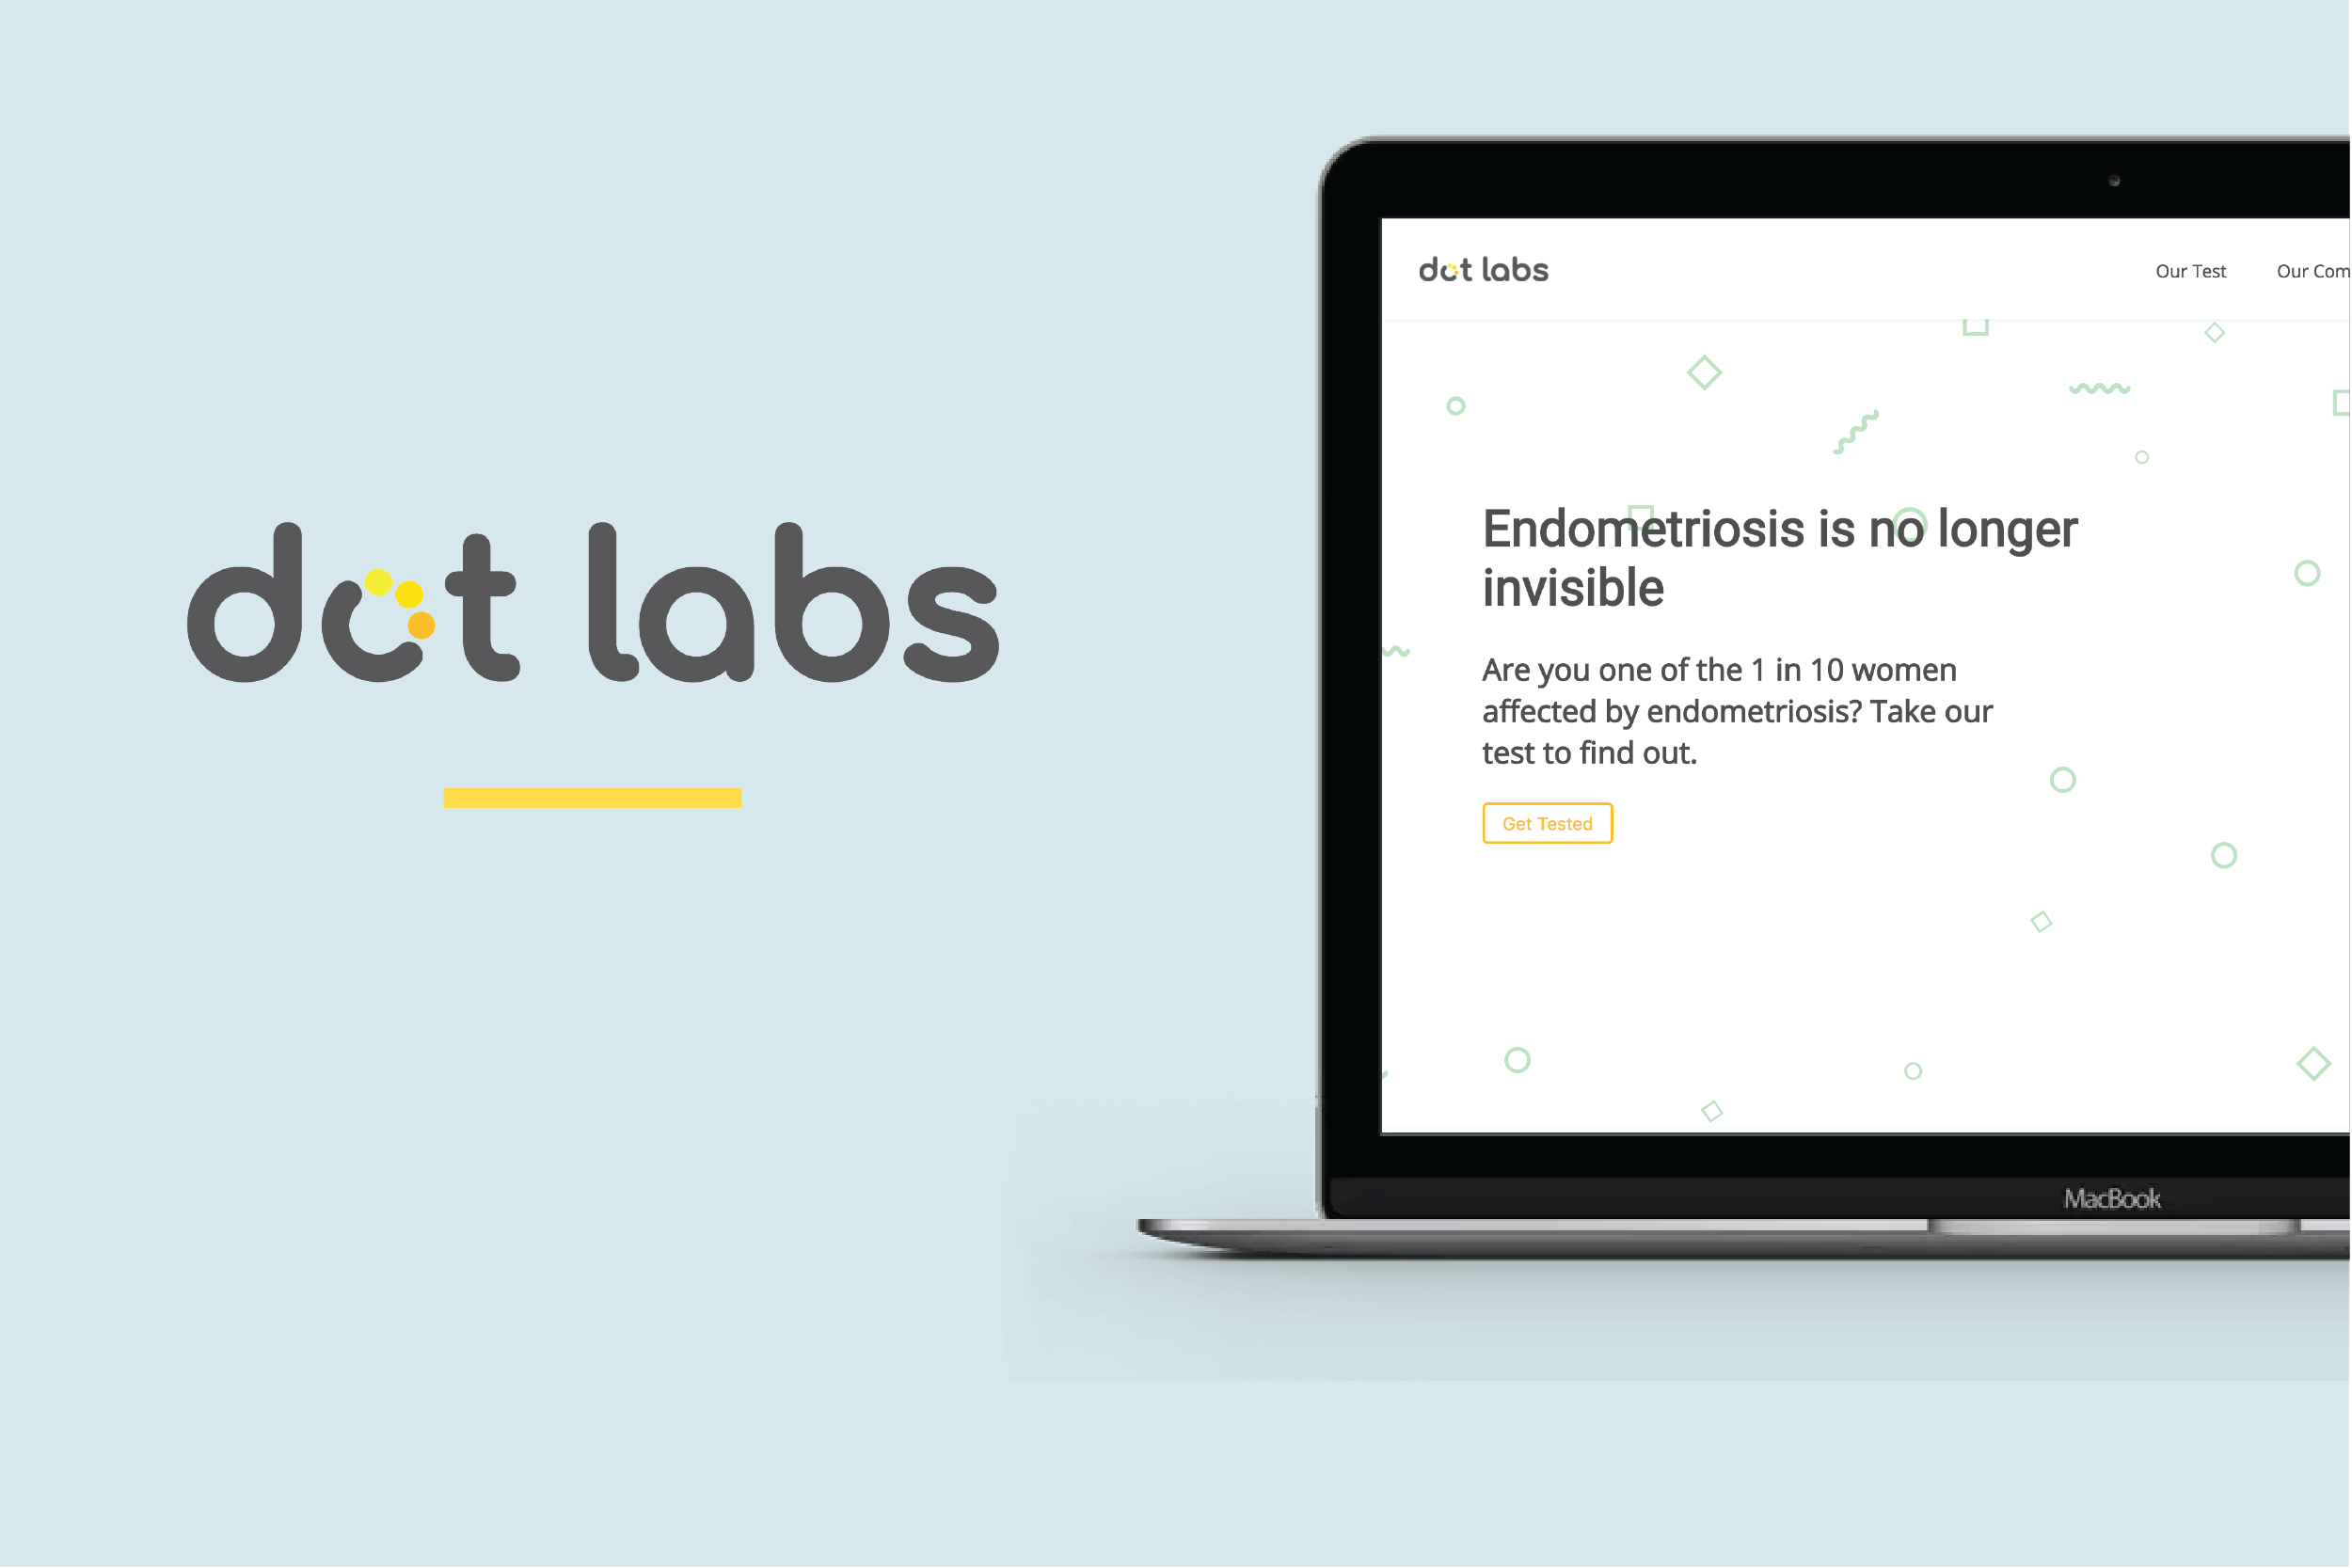 dot labs
dot labs
Our Test
Our Com
Endometriosis is no longer
invisible
Are you one of the 1 in 10 women
affected by endometriosis? Take our
test to find out.
Get Tested
MacBook